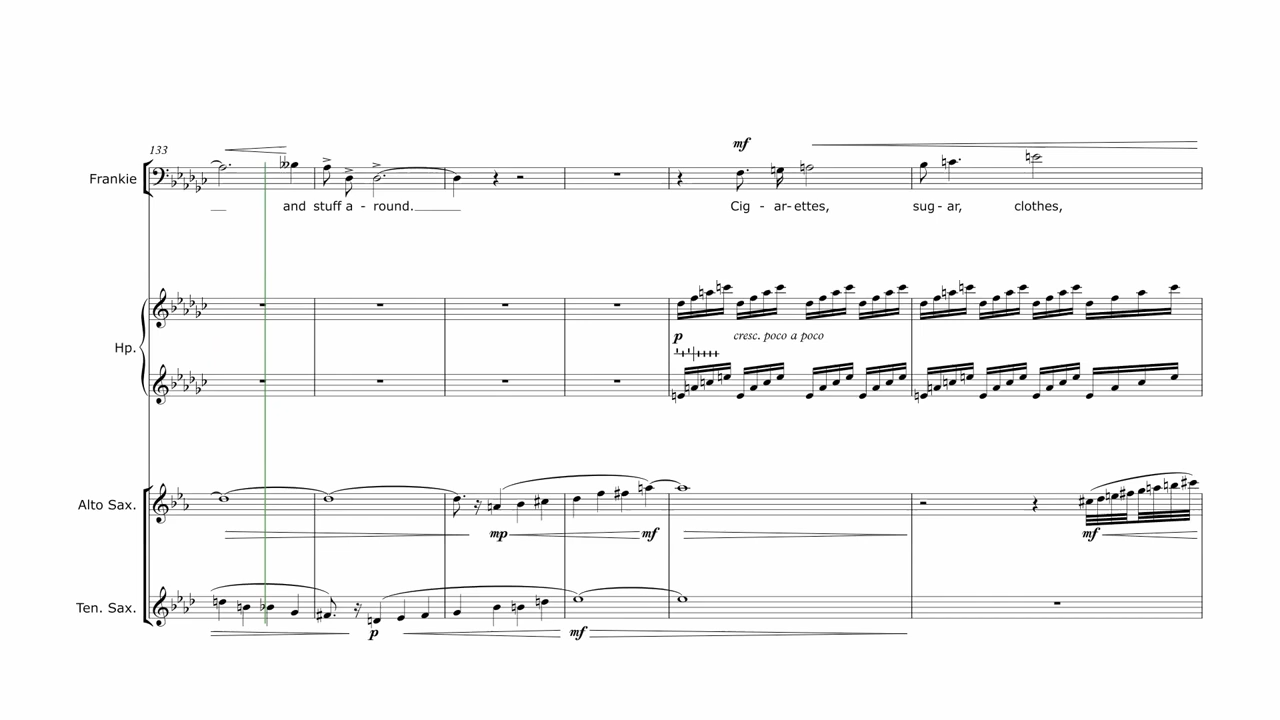 133
mf
Frankie
and stuff a - round.
Cig - ar-ettes, sug-ar, clothes,
p cresc. poco a poco
Hp.
Alto Sax.
mp mf mf
Ten. Sax.
p mf